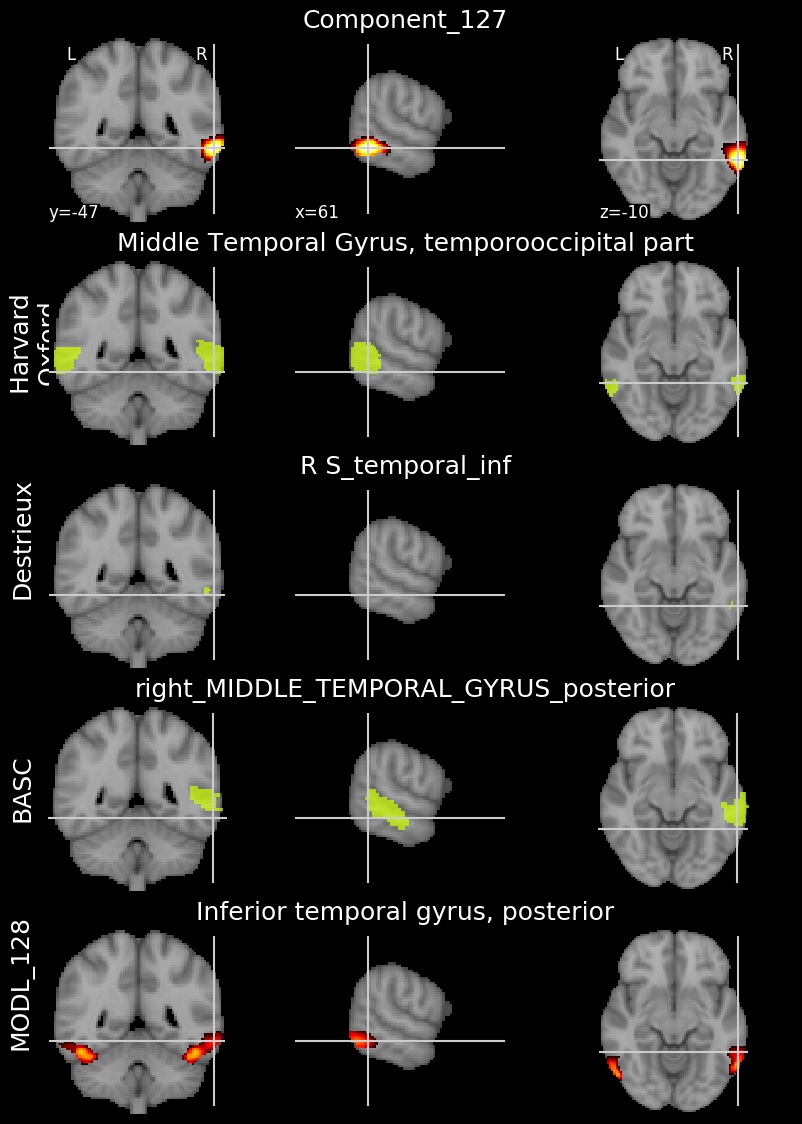 Component_127
L R L R
y=-47 x=61 z=-10
Middle Temporal Gyrus, temporooccipital part
Harvard
Oxford
R S_temporal_inf
Destrieux
right_MIDDLE_TEMPORAL_GYRUS_posterior
BASC
Inferior temporal gyrus, posterior
MODL_128